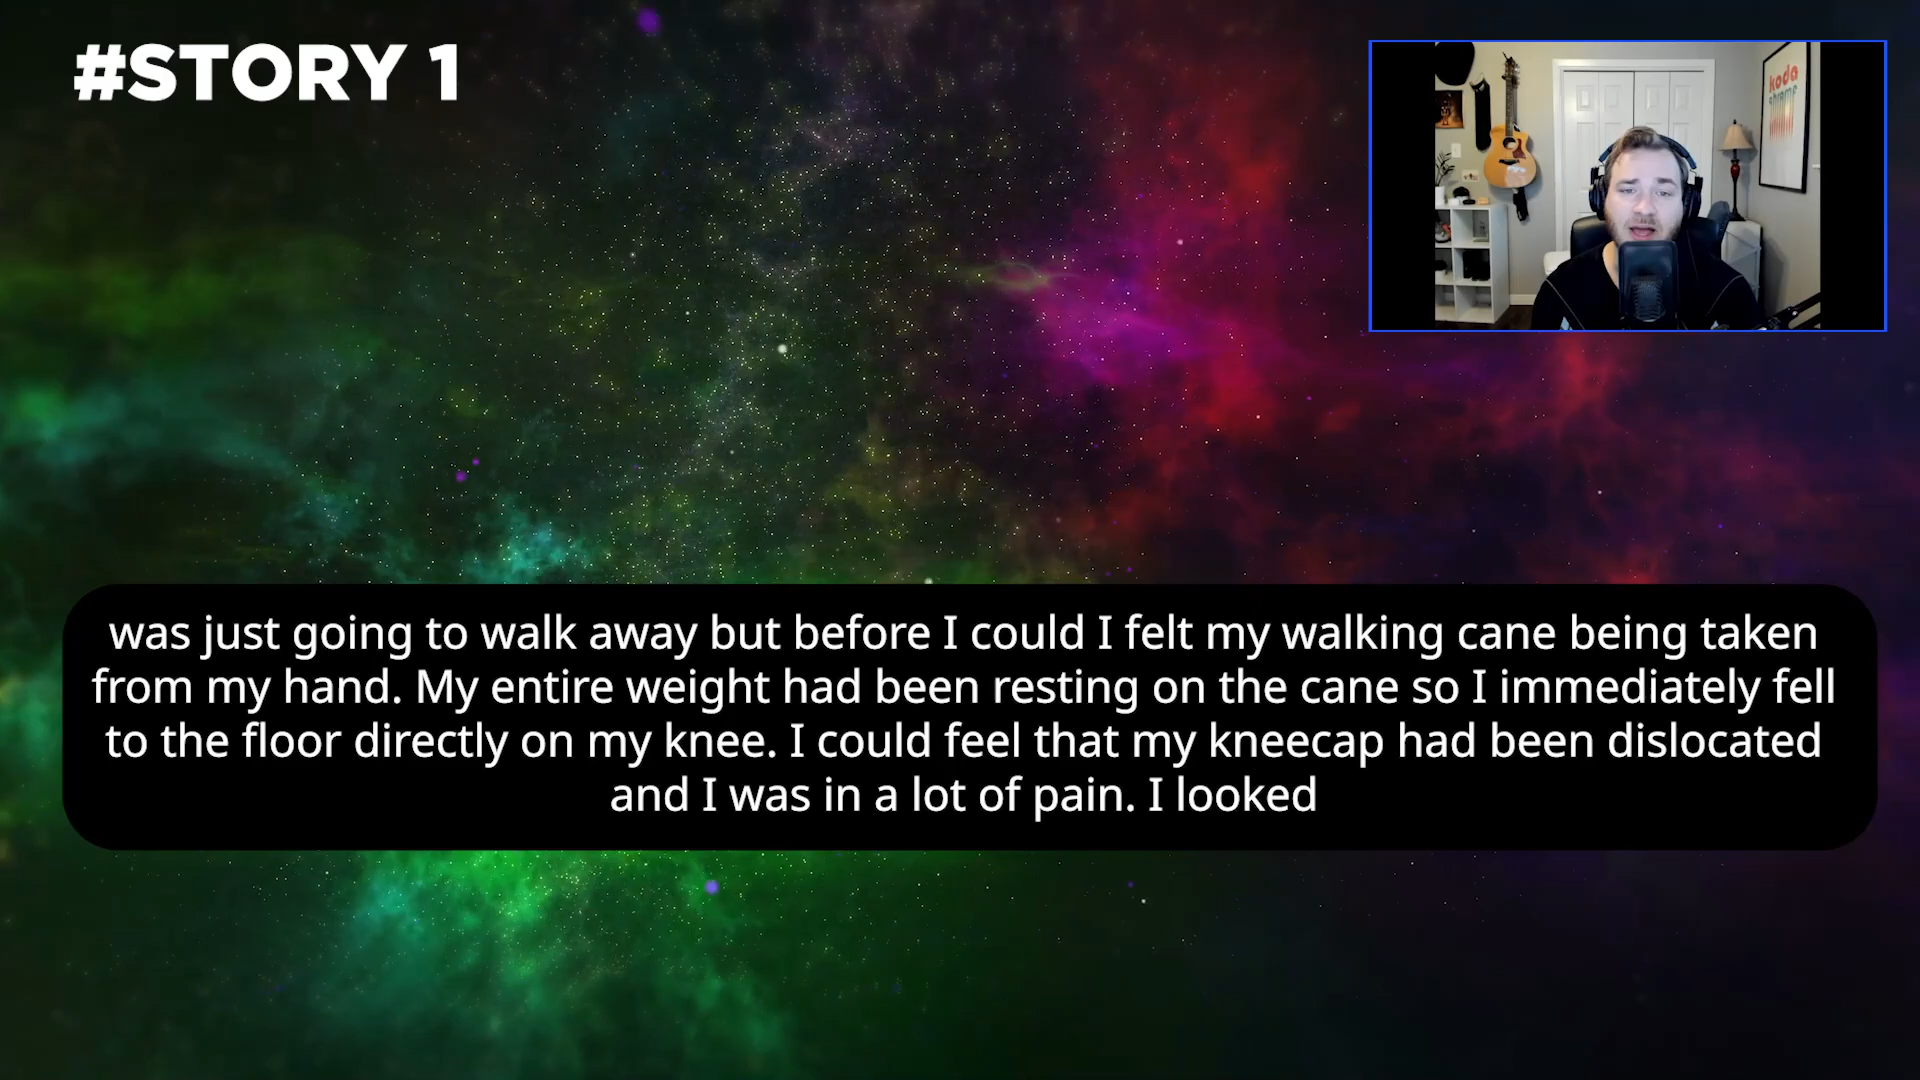 #STORY 1
koda
was just going to walk away but before I could I felt my walking cane being taken
from my hand. My entire weight had been resting on the cane so I immediately fell
to the floor directly on my knee. I could feel that my kneecap had been dislocated
and I was in a lot of pain. I looked